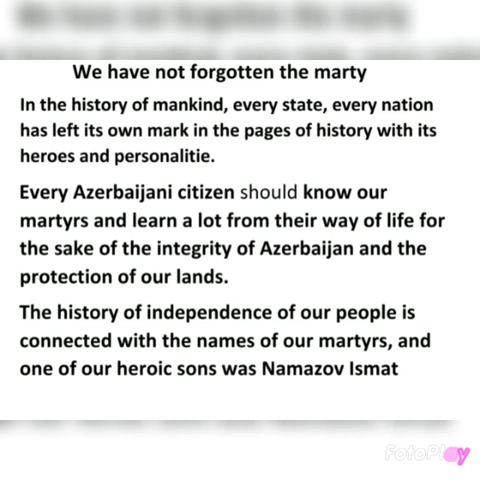 We have not forgotten the marty
In the history of mankind, every state, every nation
has left its own mark in the pages of history with its
heroes and personalitie.
Every Azerbaijani citizen should know our
martyrs and learn a lot from their way of life for
the sake of the integrity of Azerbaijan and the
protection of our lands.
The history of independence of our people is
connected with the names of our martyrs, and
one of our heroic sons was Namazov Ismat
FotoPlay